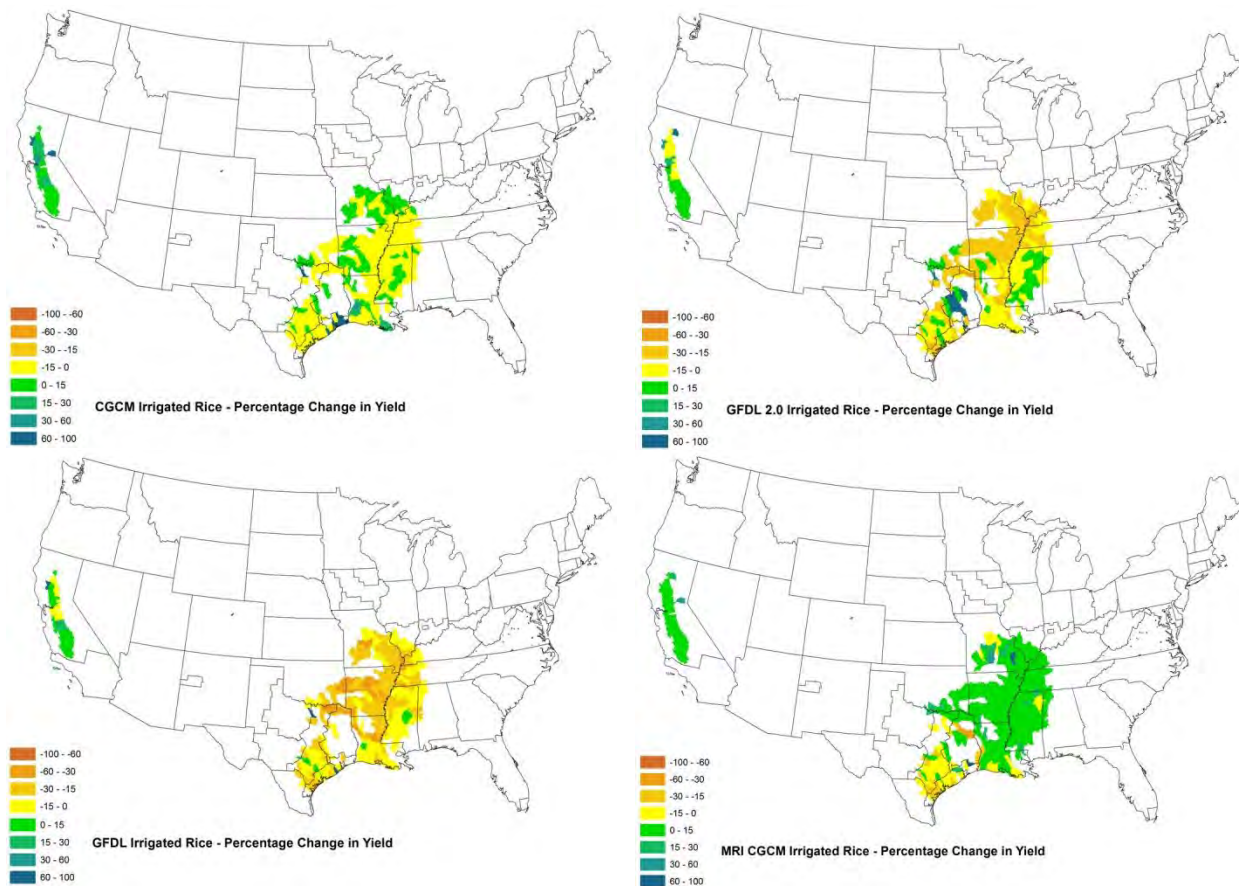 -100 - -60
-60 - -30
-30 - -15
-15 - 0
0 - 15
15 - 30
30 - 60
60 - 100
CGCM Irrigated Rice - Percentage Change in Yield
-100 - -60
-60 - -30
-30 - -15
-15 - 0
0 - 15
15 - 30
30 - 60
60 - 100
GFDL 2.0 Irrigated Rice - Percentage Change in Yield
-100 - -60
-60 - -30
-30 - -15
-15 - 0
0 - 15
15 - 30
30 - 60
60 - 100
GFDL Irrigated Rice - Percentage Change in Yield
-100 - -60
-60 - -30
-30 - -15
-15 - 0
0 - 15
15 - 30
30 - 60
60 - 100
MRI CGCM Irrigated Rice - Percentage Change in Yield